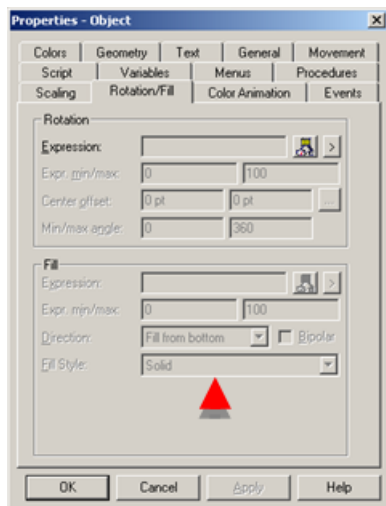 Properties - Object
Colors Geometry Text General Movement
Script Variables Menus Procedures
Scaling Rotation/Fill Color Animation Events
Rotation
Expression: >
Expr. min/max: 0 100
Center offset: 0 pt 0 pt ...
Min/max angle: 0 360
Fill
Expression: >
Expr. min/max: 0 100
Direction: Fill from bottom Bipolar
Fill Style: Solid
OK Cancel Apply Help